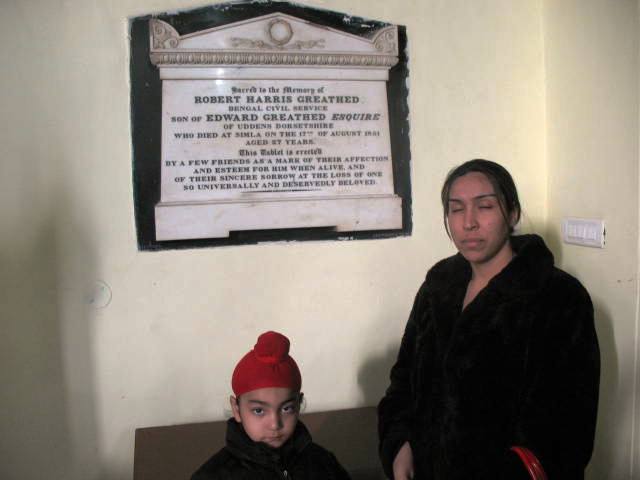 Sacred to the Memory of
ROBERT HARRIS GREATHED
BENGAL CIVIL SERVICE
SON OF EDWARD GREATHED ESQUIRE
OF UDDENS DORSETSHIRE
WHO DIED AT SIMLA ON THE 17TH OF AUGUST 1841
AGED 27 YEARS.
This Tablet is erected
BY A FEW FRIENDS AS A MARK OF THEIR AFFECTION
AND ESTEEM FOR HIM WHEN ALIVE, AND
OF THEIR SINCERE SORROW AT THE LOSS OF ONE
SO UNIVERSALLY AND DESERVEDLY BELOVED.